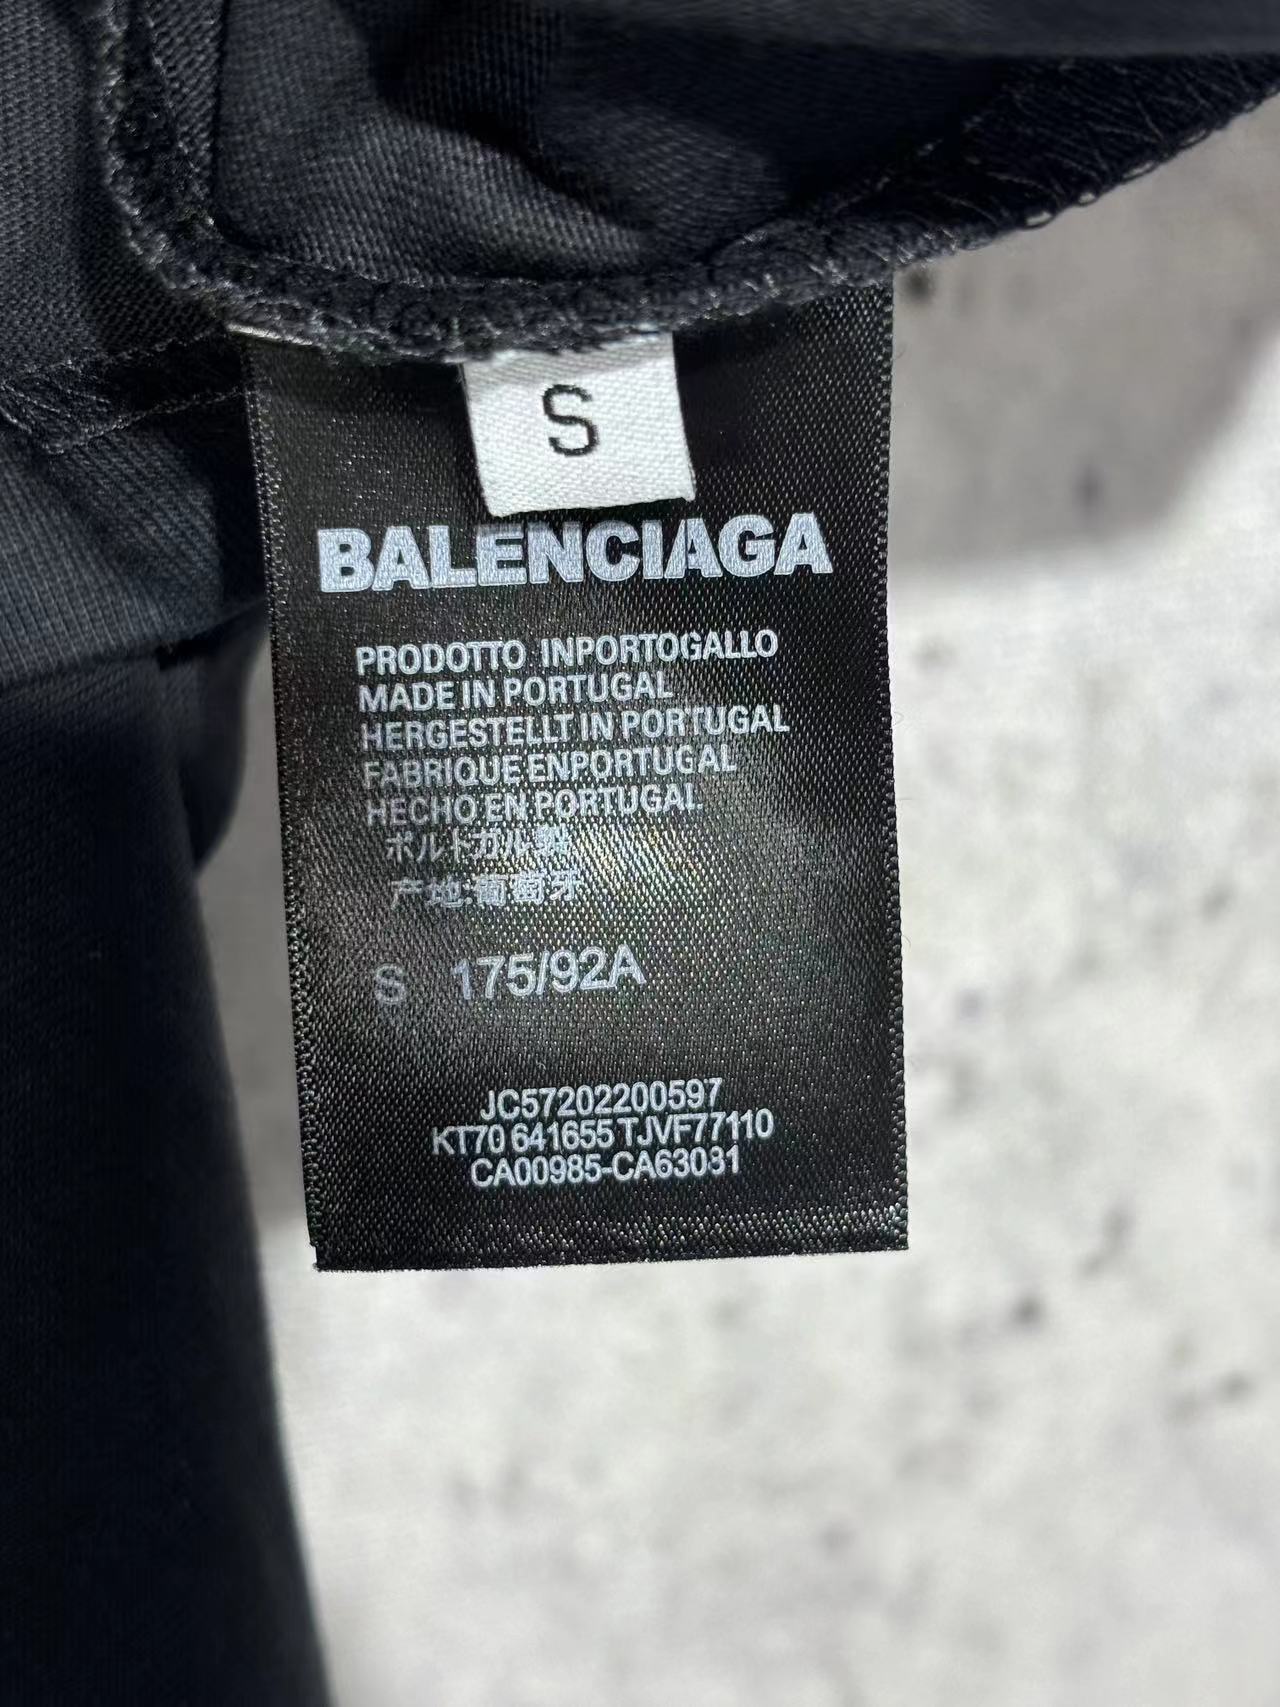 S
BALENCIAGA
PRODOTTO INPORTOGALLO
MADE IN PORTUGAL
HERGESTELLT IN PORTUGAL
FABRIQUE ENPORTUGAL
HECHO EN PORTUGAL
ポルトガル製
产地:葡萄牙
S 175/92A
JC57202200597
KT70 641655 TJVF77110
CA00985-CA63081